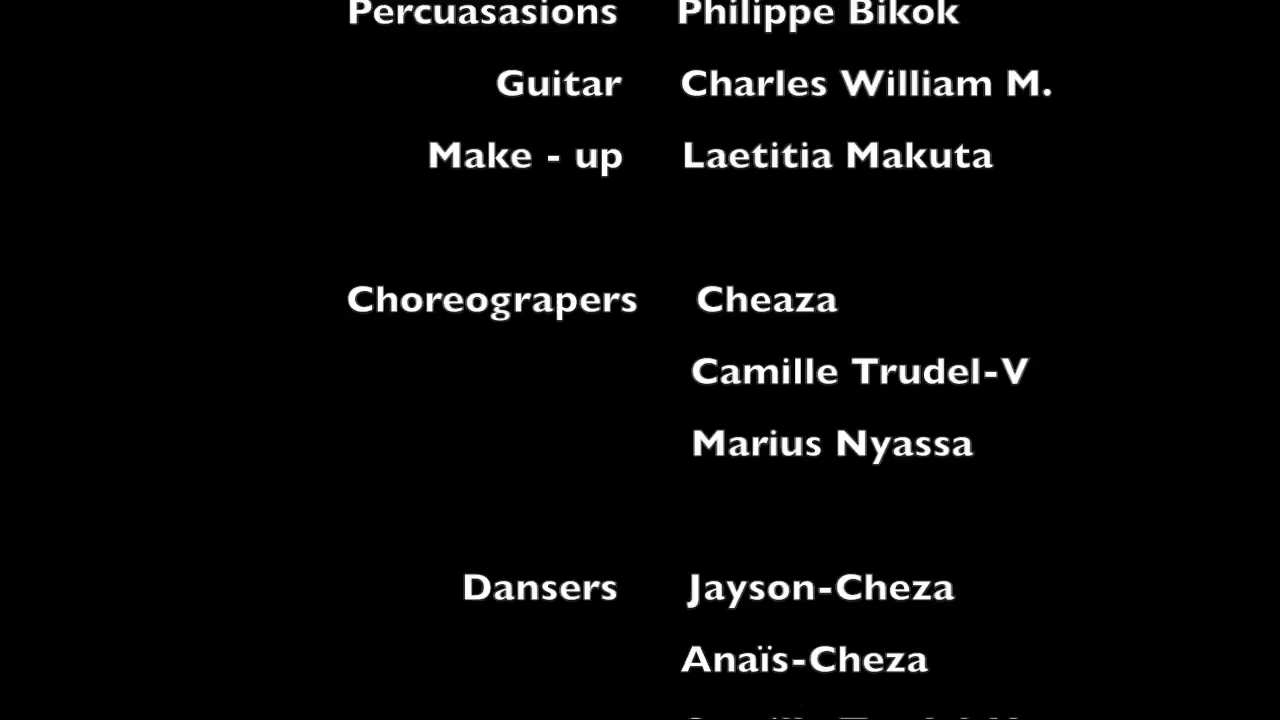 Percuasasions Philippe Bikok
Guitar Charles William M.
Make - up Laetitia Makuta
Choreograpers Cheaza
Camille Trudel-V
Marius Nyassa
Dansers Jayson-Cheza
Anaïs-Cheza